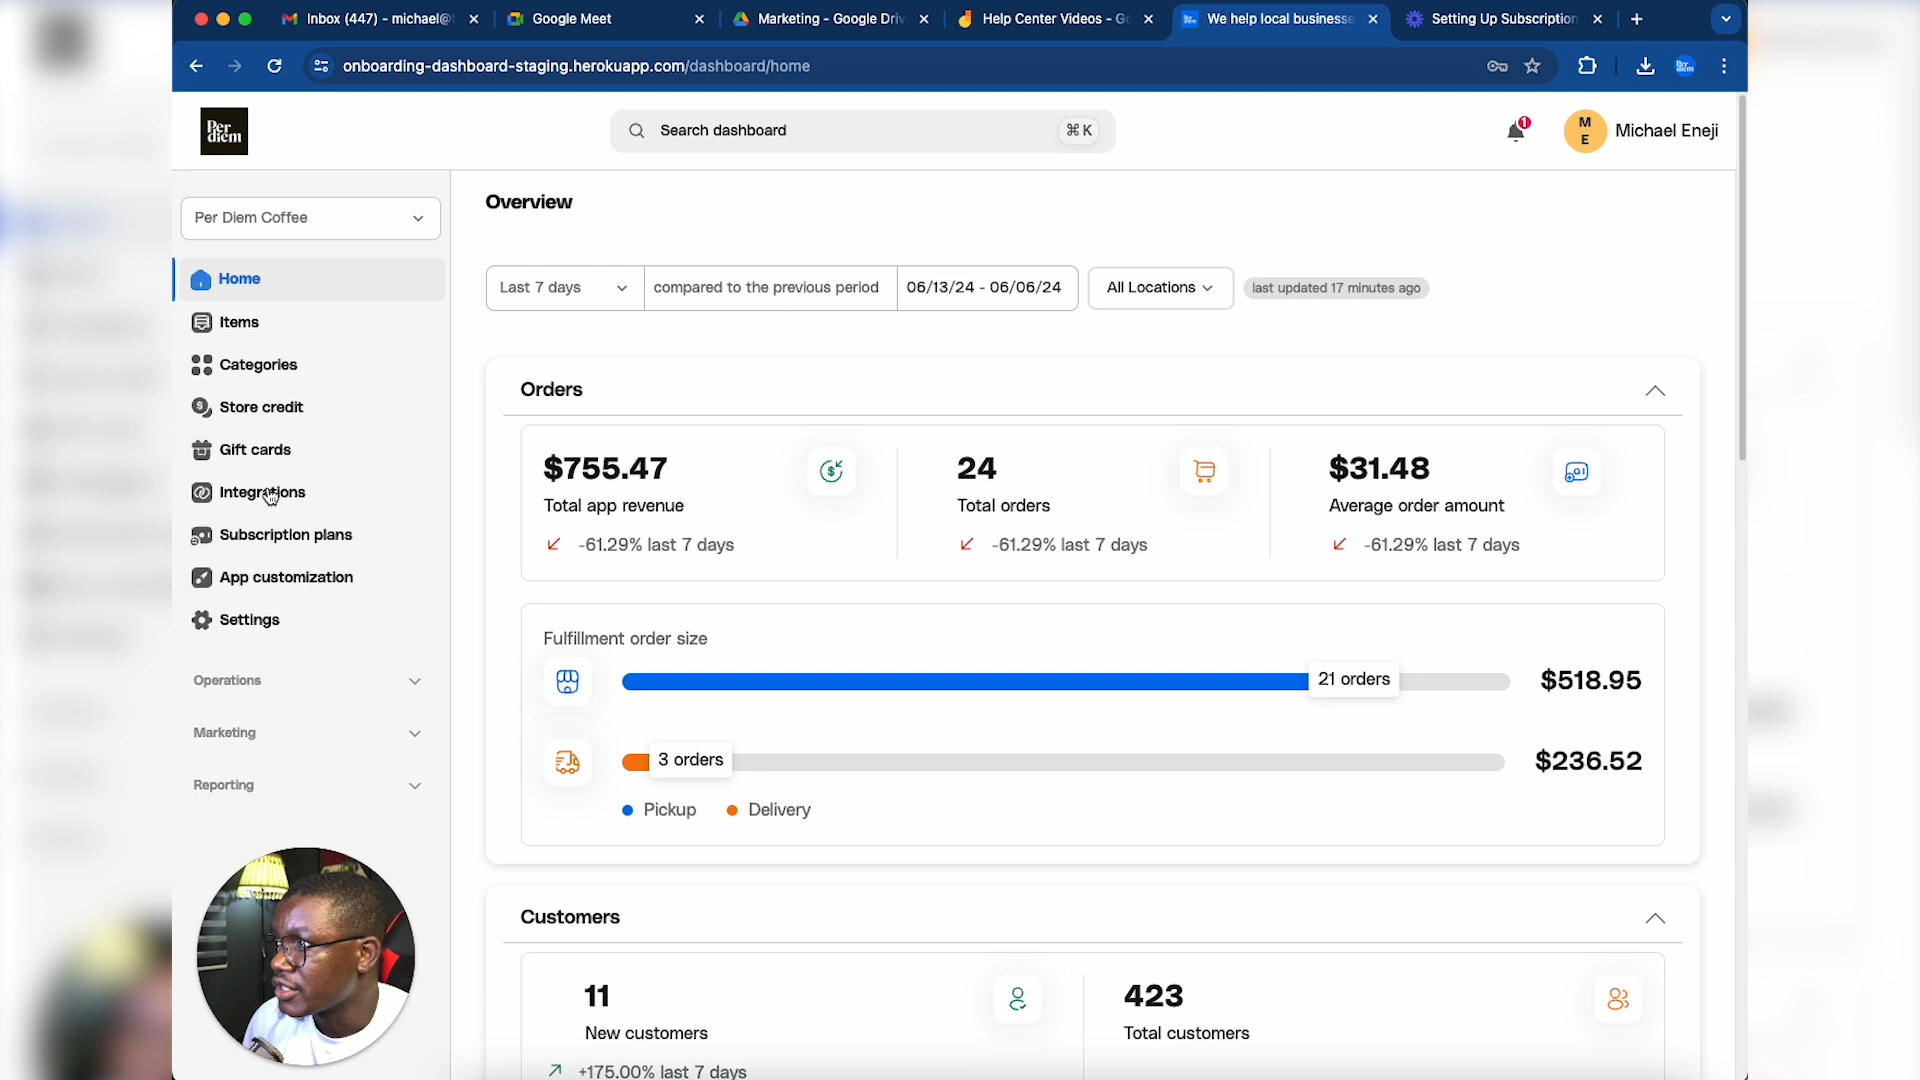 Inbox (447) - michael@t
Google Meet
Marketing - Google Driv
Help Center Videos - Go
We help local businesse
Setting Up Subscription
onboarding-dashboard-staging.herokuapp.com/dashboard/home
Per
diem
Per diem
Search dashboard
⌘ K
1
M
E
Michael Eneji
Per Diem Coffee
Home
Items
Categories
Store credit
Gift cards
Integrations
Subscription plans
App customization
Settings
Operations
Marketing
Reporting
Overview
Last 7 days
compared to the previous period
06/13/24 - 06/06/24
All Locations
last updated 17 minutes ago
Orders
$755.47
Total app revenue
-61.29% last 7 days
24
Total orders
-61.29% last 7 days
$31.48
Average order amount
-61.29% last 7 days
Fulfillment order size
21 orders
$518.95
3 orders
$236.52
Pickup
Delivery
Customers
11
New customers
+175.00% last 7 days
423
Total customers